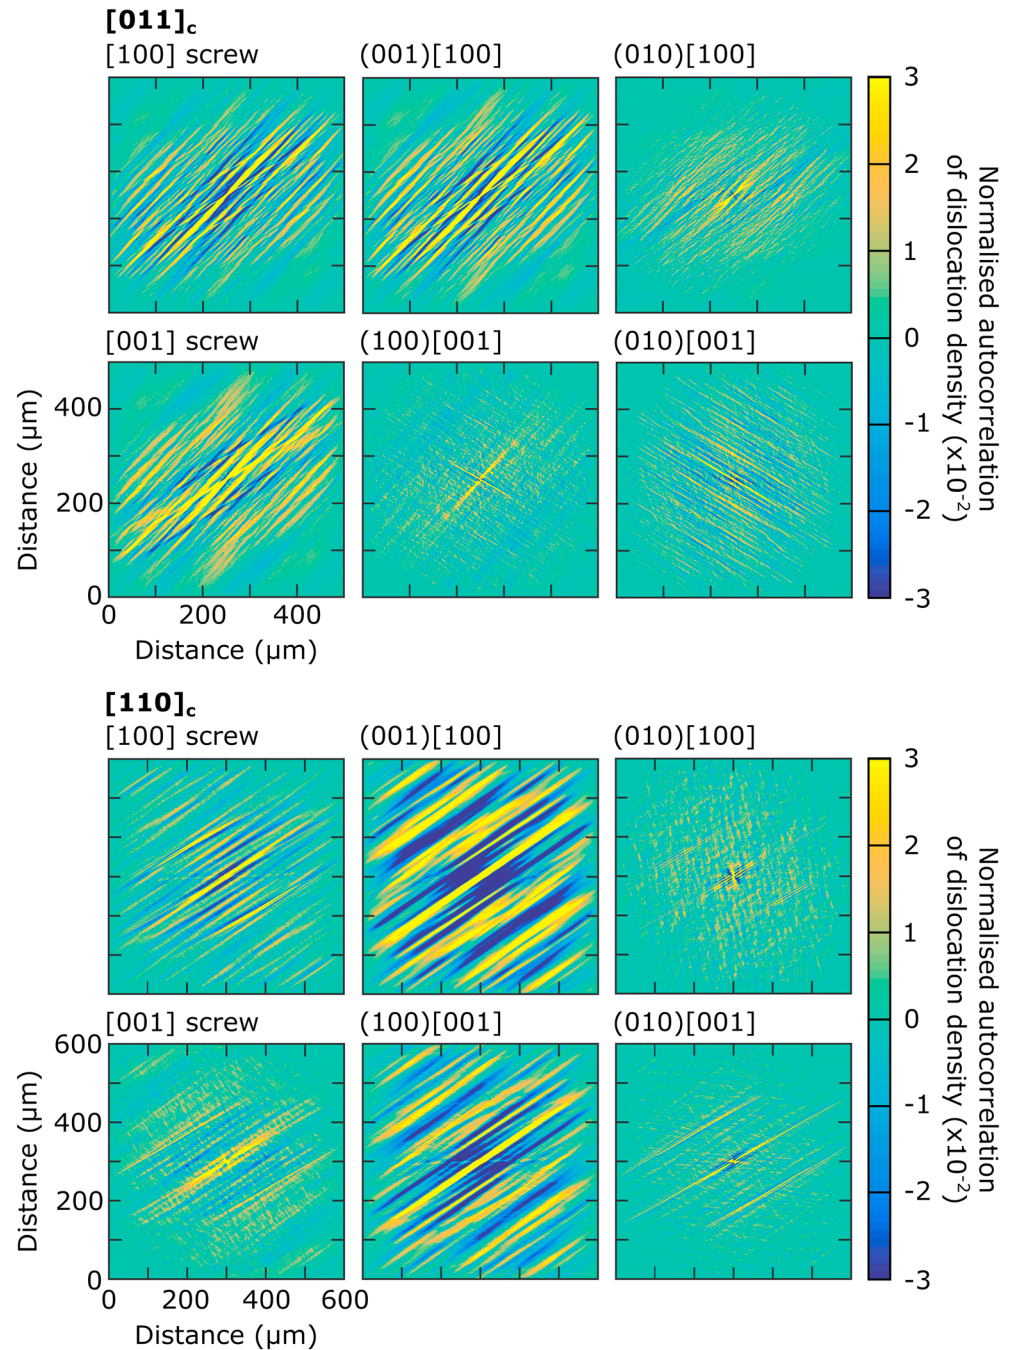 [011]c
[100] screw
(001)[100]
(010)[100]
3
2
1
0
-1
-2
-3
Normalised autocorrelation
of dislocation density (x10-2)
[001] screw
(100)[001]
(010)[001]
400
200
0
Distance (μm)
0
200
400
Distance (μm)
[110]c
[100] screw
(001)[100]
(010)[100]
3
2
1
0
-1
-2
-3
Normalised autocorrelation
of dislocation density (x10-2)
[001] screw
(100)[001]
(010)[001]
600
400
200
0
Distance (μm)
0
200
400
600
Distance (μm)